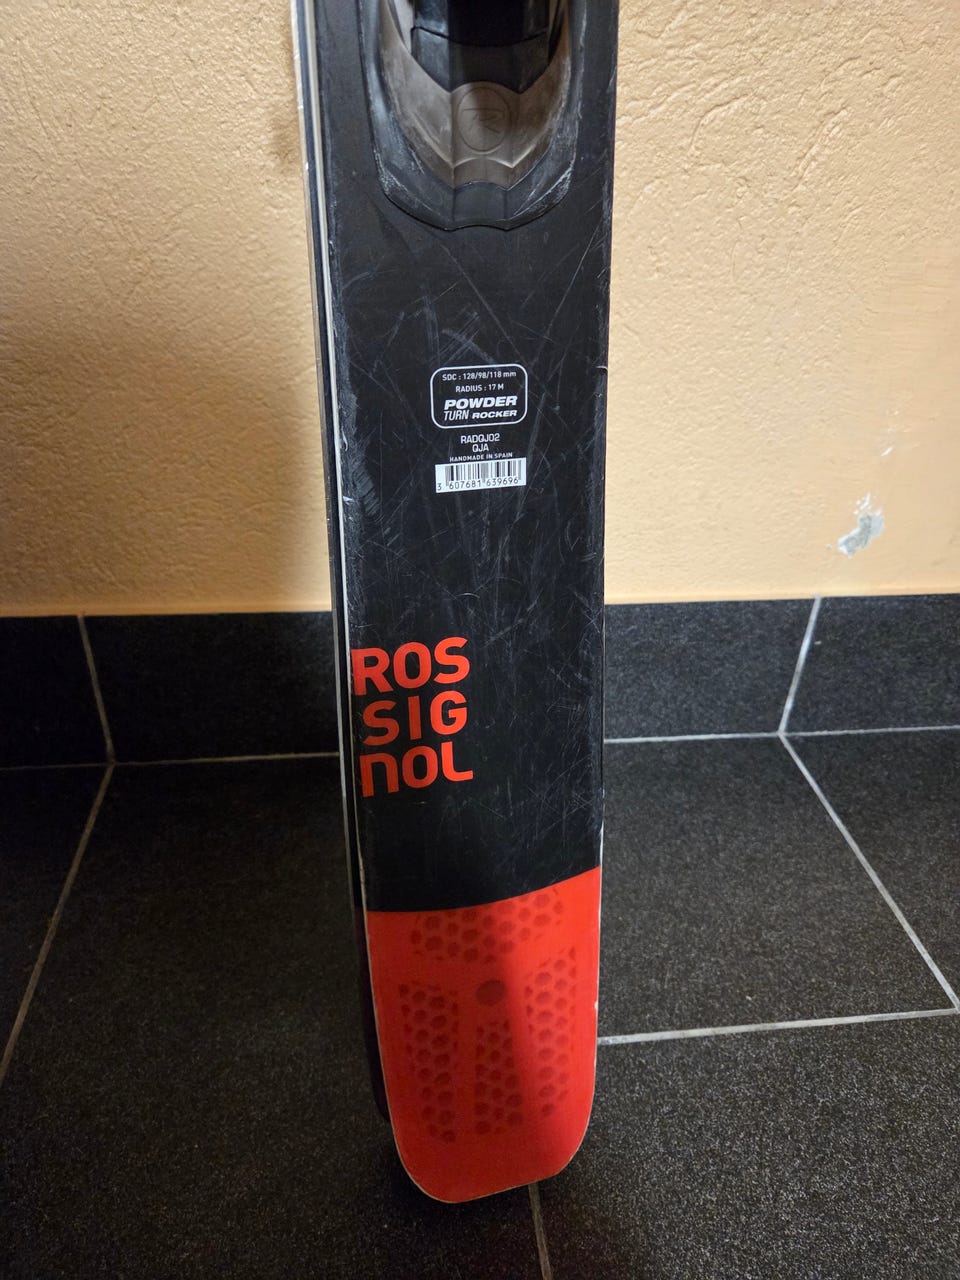 R
SDC : 128/98/118 mm
RADIUS : 17 M
POWDER
TURN ROCKER
RADQJ02
QJA
HANDMADE IN SPAIN
3 607681 639696
ROS
SIG
NOL